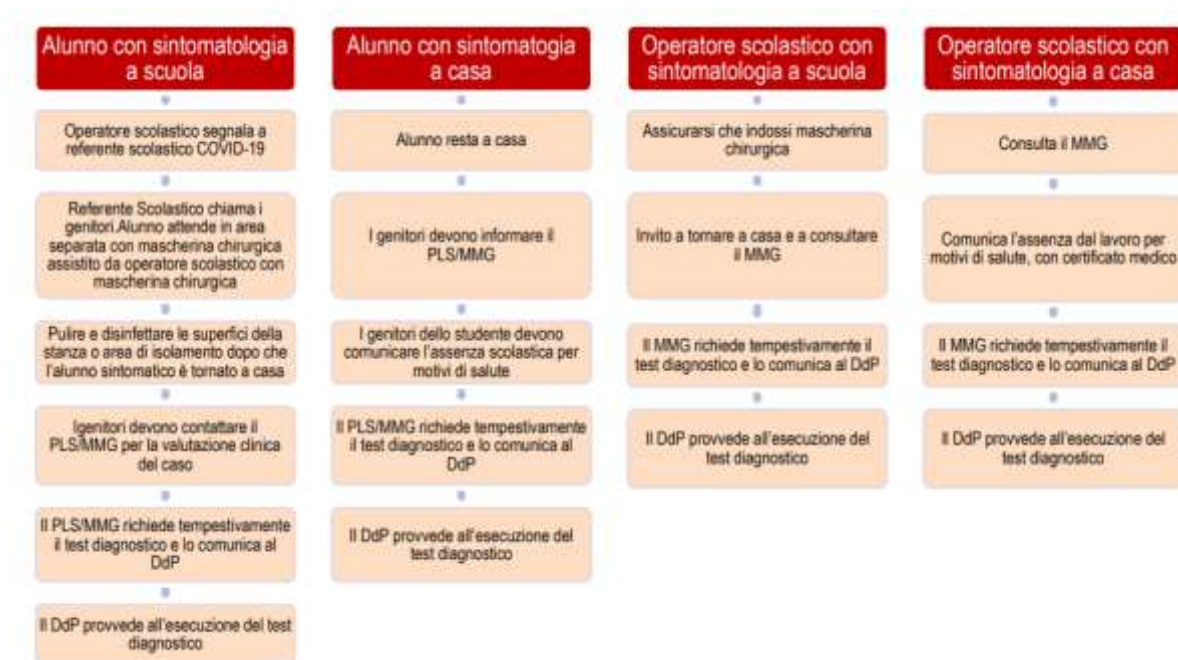 Alunno con sintomatologia
a scuola
Operatore scolastico segnala a
referente scolastico COVID-19
Referente Scolastico chiama i
genitori.Alunno attende in area
separata con mascherina chirurgica
assistito da operatore scolastico con
mascherina chirurgica
Pulire e disinfettare le superfici della
stanza o area di isolamento dopo che
l'alunno sintomatico è tornato a casa
Igenitori devono contattare il
PLS/MMG per la valutazione clinica
del caso
Il PLS/MMG richiede tempestivamente
il test diagnostico e lo comunica al
DdP
Il DdP provvede all'esecuzione del test
diagnostico
Alunno con sintomatogia
a casa
Alunno resta a casa
I genitori devono informare il
PLS/MMG
I genitori dello studente devono
comunicare l'assenza scolastica per
motivi di salute
Il PLS/MMG richiede tempestivamente
il test diagnostico e lo comunica al
DdP
Il DdP provvede all'esecuzione del
test diagnostico
Operatore scolastico con
sintomatologia a scuola
Assicurarsi che indossi mascherina
chirurgica
Invito a tornare a casa e a consultare
il MMG
Il MMG richiede tempestivamente il
test diagnostico e lo comunica al DdP
Il DdP provvede all'esecuzione del
test diagnostico
Operatore scolastico con
sintomatologia a casa
Consulta il MMG
Comunica l'assenza dal lavoro per
motivi di salute, con certificato medico
Il MMG richiede tempestivamente il
test diagnostico e lo comunica al DdP
Il DdP provvede all'esecuzione del
test diagnostico